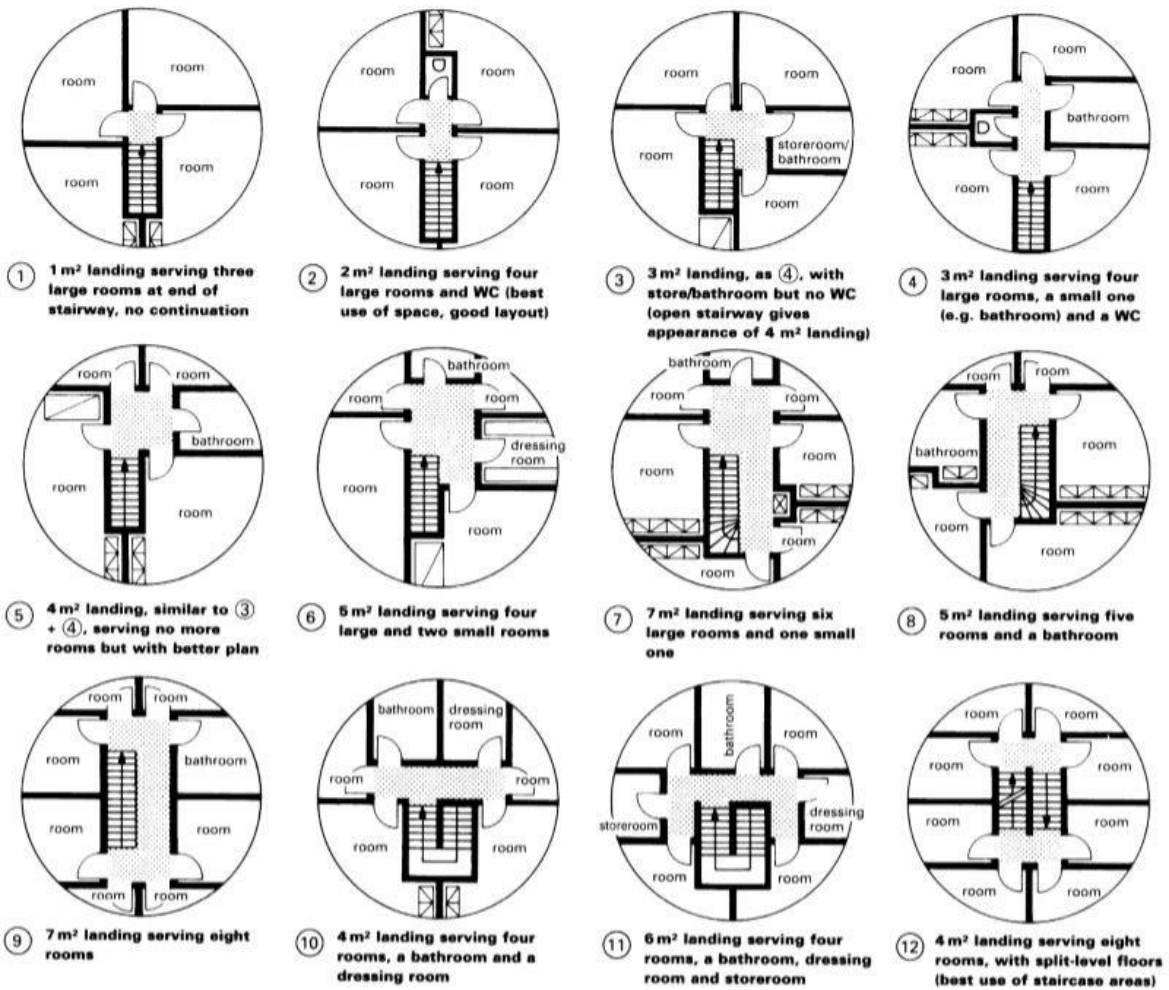 room
room
room
room
1
1 m² landing serving three
large rooms at end of
stairway, no continuation
room
room
room
room
2
2 m² landing serving four
large rooms and WC (best
use of space, good layout)
room
room
room
storeroom/
bathroom
room
3
3 m² landing, as ④, with
store/bathroom but no WC
(open stairway gives
appearance of 4 m² landing)
room
room
bathroom
room
room
4
3 m² landing serving four
large rooms, a small one
(e.g. bathroom) and a WC
room
room
bathroom
room
room
5
4 m² landing, similar to ③
+ ④, serving no more
rooms but with better plan
bathroom
room
room
dressing
room
room
room
6
5 m² landing serving four
large and two small rooms
bathroom
room
room
room
room
room
room
7
7 m² landing serving six
large rooms and one small
one
room
room
room
bathroom
room
room
8
5 m² landing serving five
rooms and a bathroom
room
room
room
bathroom
room
room
room
room
9
7 m² landing serving eight
rooms
bathroom
dressing
room
room
room
room
room
10
4 m² landing serving four
rooms, a bathroom and a
dressing room
room
bathroom
room
storeroom
dressing
room
room
room
11
6 m² landing serving four
rooms, a bathroom, dressing
room and storeroom
room
room
room
room
room
room
room
room
12
4 m² landing serving eight
rooms, with split-level floors
(best use of staircase areas)